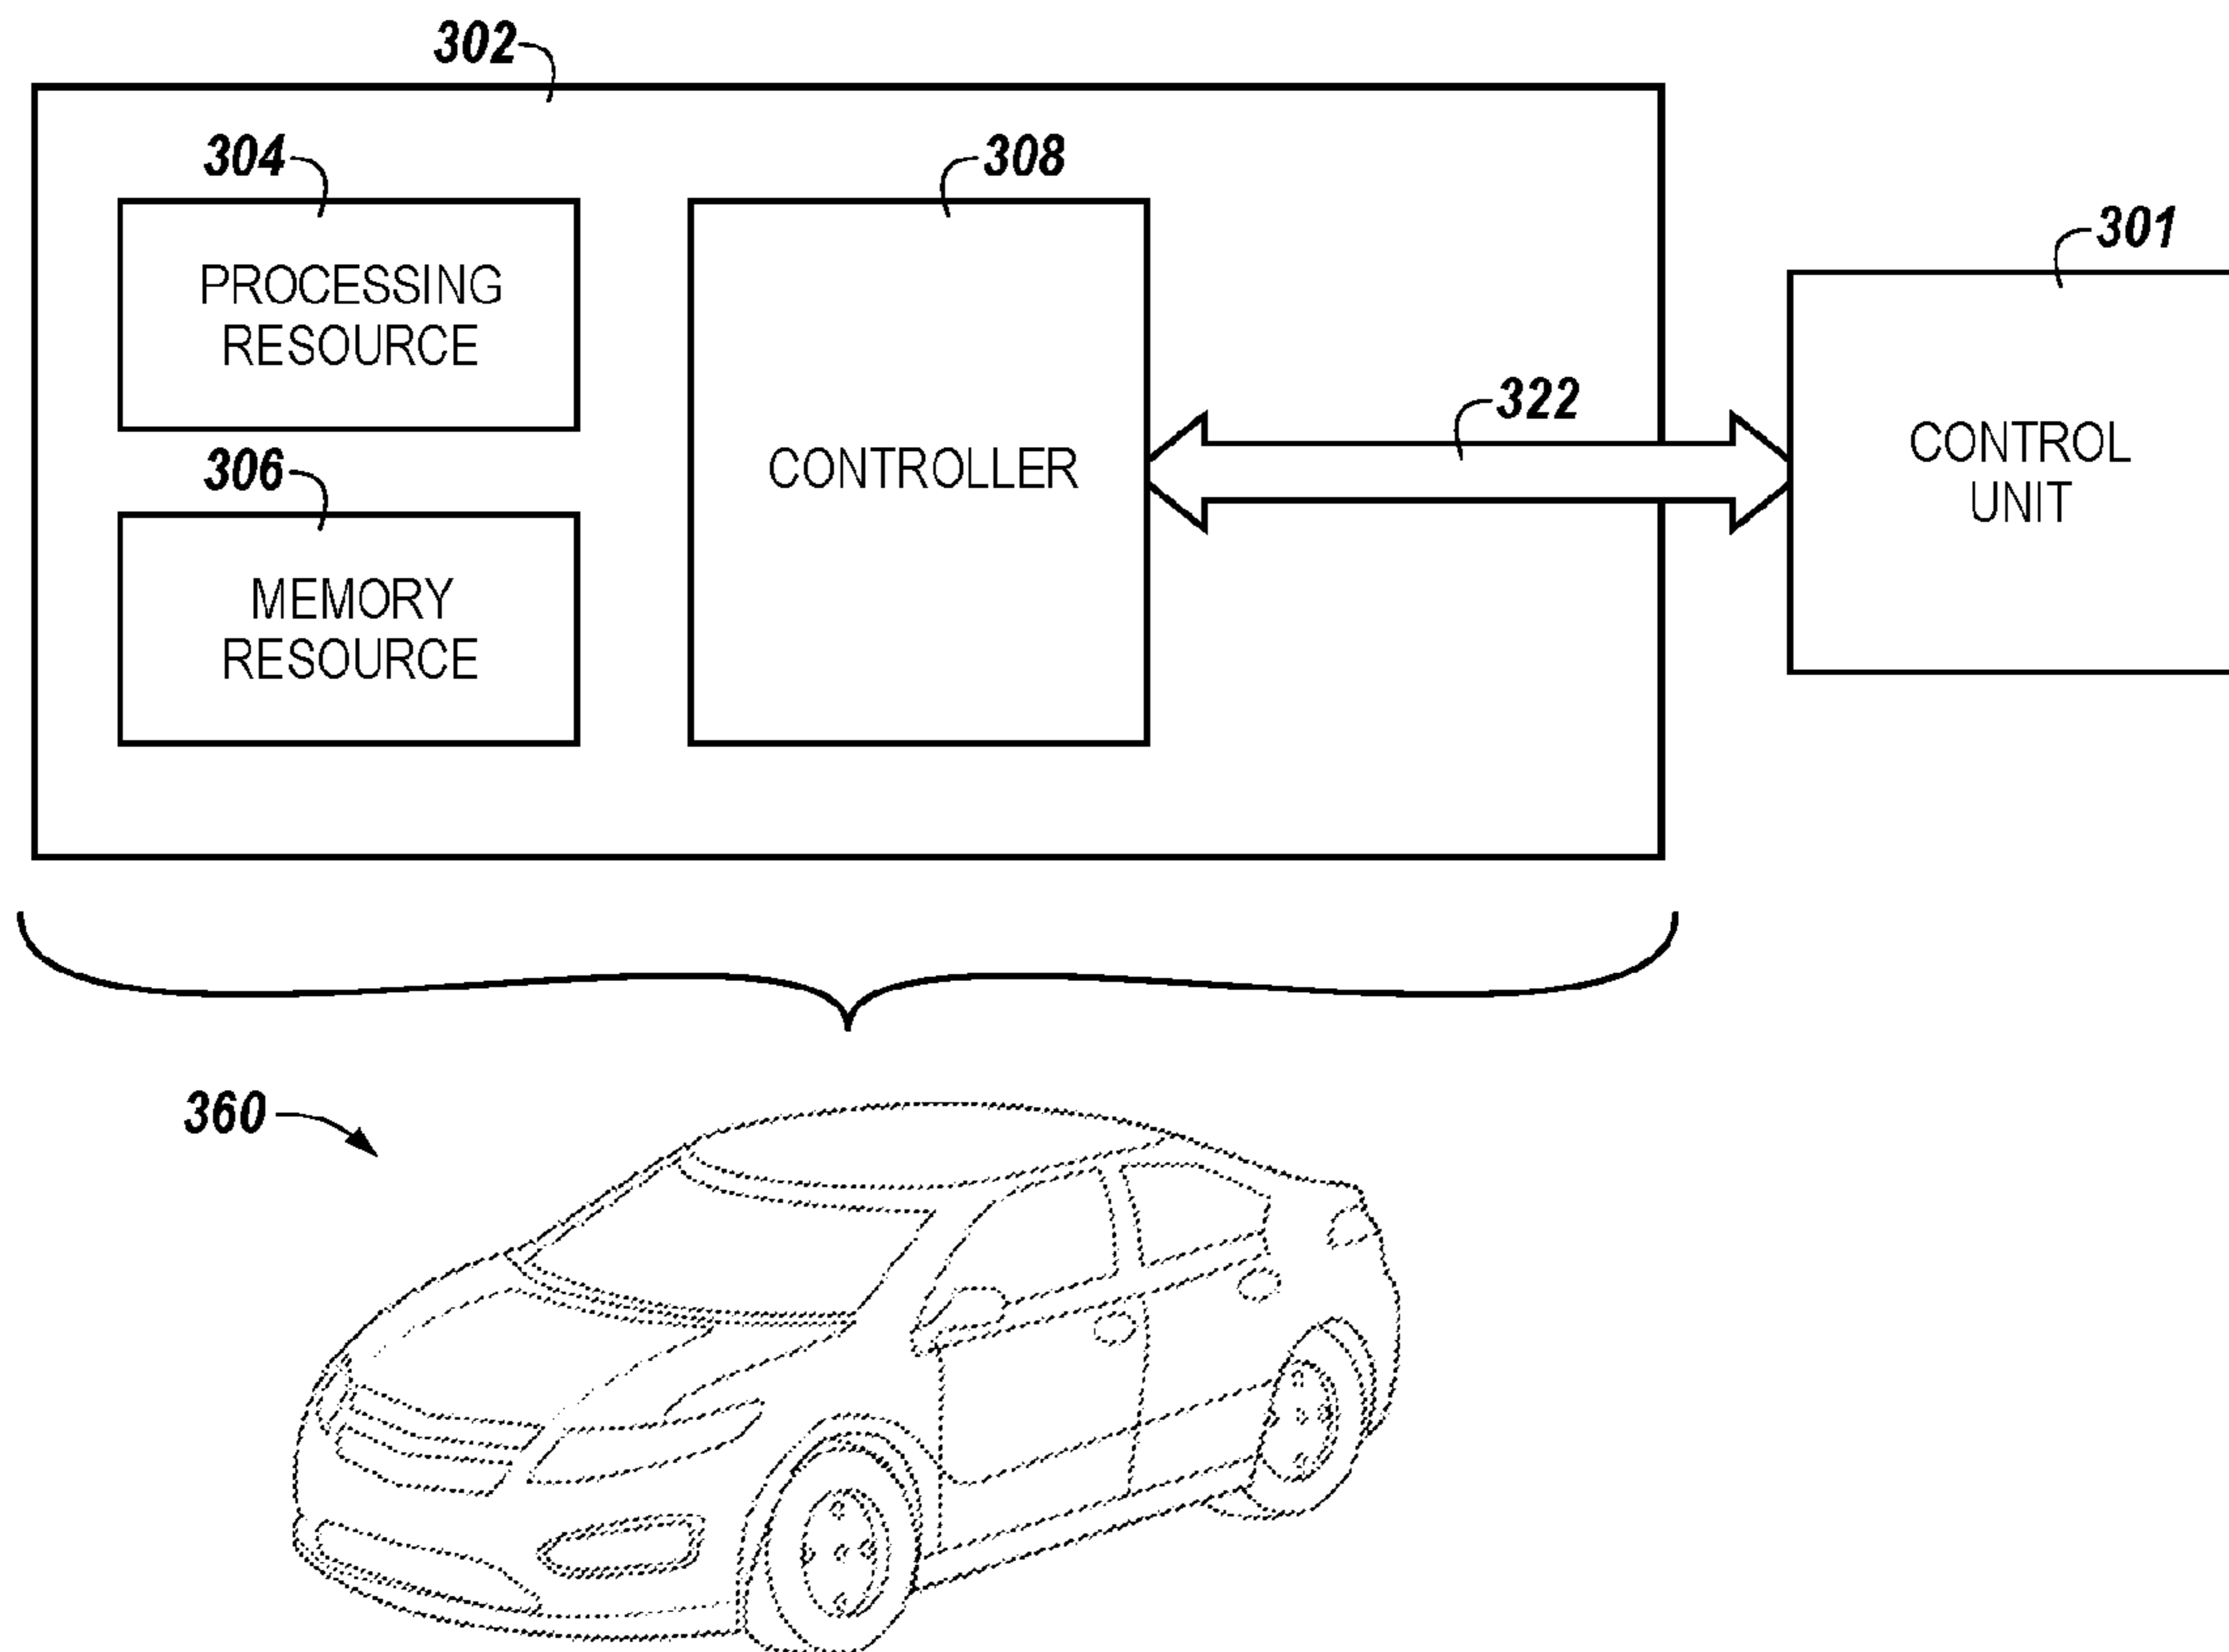 302
304
308
301
PROCESSING
RESOURCE
322
306
CONTROLLER
CONTROL
UNIT
MEMORY
RESOURCE
360